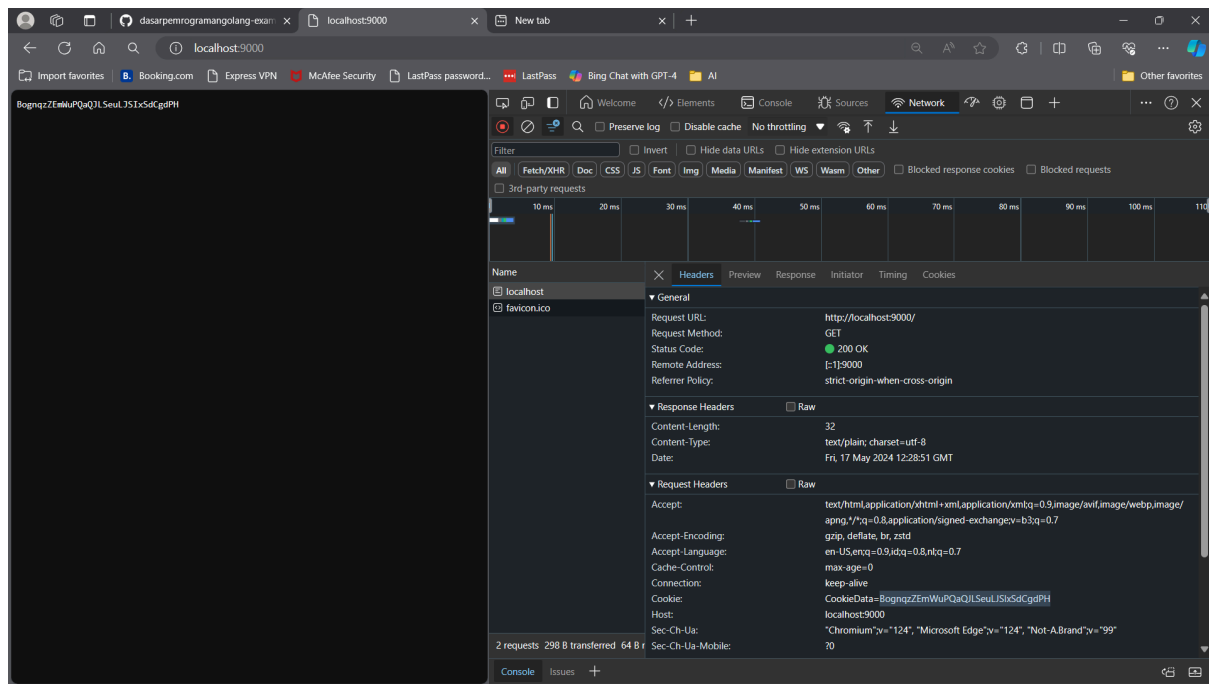 dasarpemrogramangolang-exam
localhost:9000
New tab
localhost:9000
Import favorites
B. Booking.com
Express VPN
McAfee Security
LastPass password...
LastPass
Bing Chat with GPT-4
AI
Other favorites
BognqzZEmWuPQaQJLSeuLJSIxSdCgdPH
Welcome
Elements
Console
Sources
Network
Preserve log
Disable cache
No throttling
Filter
Invert
Hide data URLs
Hide extension URLs
All
Fetch/XHR
Doc
CSS
JS
Font
Img
Media
Manifest
WS
Wasm
Other
Blocked response cookies
Blocked requests
3rd-party requests
10 ms
20 ms
30 ms
40 ms
50 ms
60 ms
70 ms
80 ms
90 ms
100 ms
110
Name
localhost
favicon.ico
Headers
Preview
Response
Initiator
Timing
Cookies
General
Request URL: http://localhost:9000/
Request Method: GET
Status Code: 200 OK
Remote Address: [::1]:9000
Referrer Policy: strict-origin-when-cross-origin
Response Headers
Raw
Content-Length: 32
Content-Type: text/plain; charset=utf-8
Date: Fri, 17 May 2024 12:28:51 GMT
Request Headers
Raw
Accept: text/html,application/xhtml+xml,application/xml;q=0.9,image/avif,image/webp,image/
apng,*/*;q=0.8,application/signed-exchange;v=b3;q=0.7
Accept-Encoding: gzip, deflate, br, zstd
Accept-Language: en-US,en;q=0.9,id;q=0.8,nl;q=0.7
Cache-Control: max-age=0
Connection: keep-alive
Cookie: CookieData=BognqzZEmWuPQaQJLSeuLJSIxSdCgdPH
Host: localhost:9000
Sec-Ch-Ua: "Chromium";v="124", "Microsoft Edge";v="124", "Not-A.Brand";v="99"
Sec-Ch-Ua-Mobile: ?0
2 requests 298 B transferred 64 B r
Console
Issues